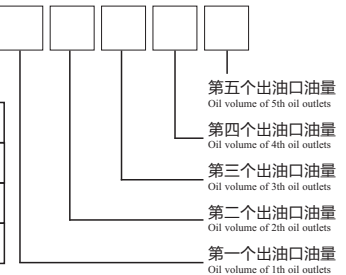 第五个出油口油量
Oil volume of 5th oil outlets
第四个出油口油量
Oil volume of 4th oil outlets
第三个出油口油量
Oil volume of 3th oil outlets
第二个出油口油量
Oil volume of 2th oil outlets
第一个出油口油量
Oil volume of 1th oil outlets